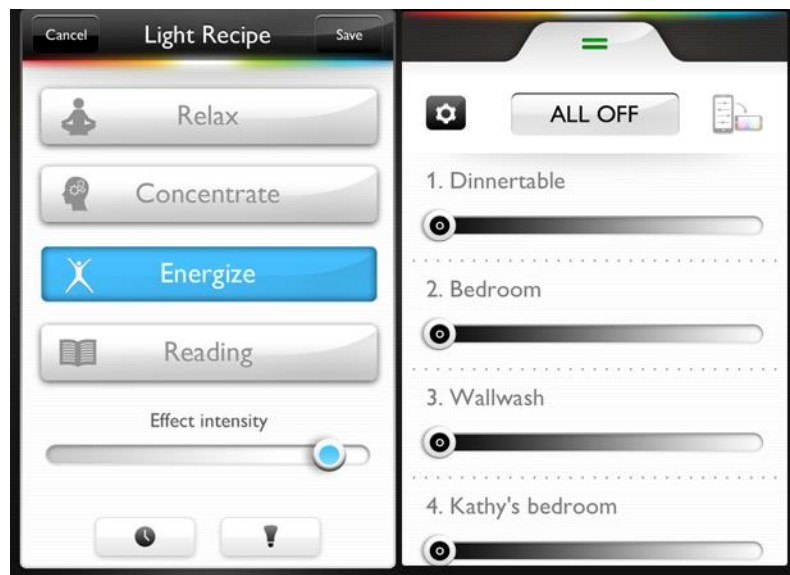 Cancel
Light Recipe
Save
Relax
Concentrate
Energize
Reading
Effect intensity
ALL OFF
1. Dinnertable
2. Bedroom
3. Wallwash
4. Kathy's bedroom